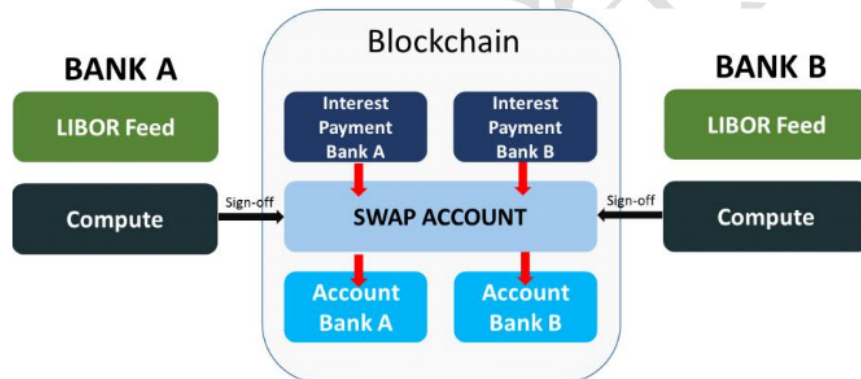 Blockchain
BANK A
BANK B
LIBOR Feed
Interest
Payment
Bank A
Interest
Payment
Bank B
LIBOR Feed
Compute
Sign-off
SWAP ACCOUNT
Sign-off
Compute
Account
Bank A
Account
Bank B